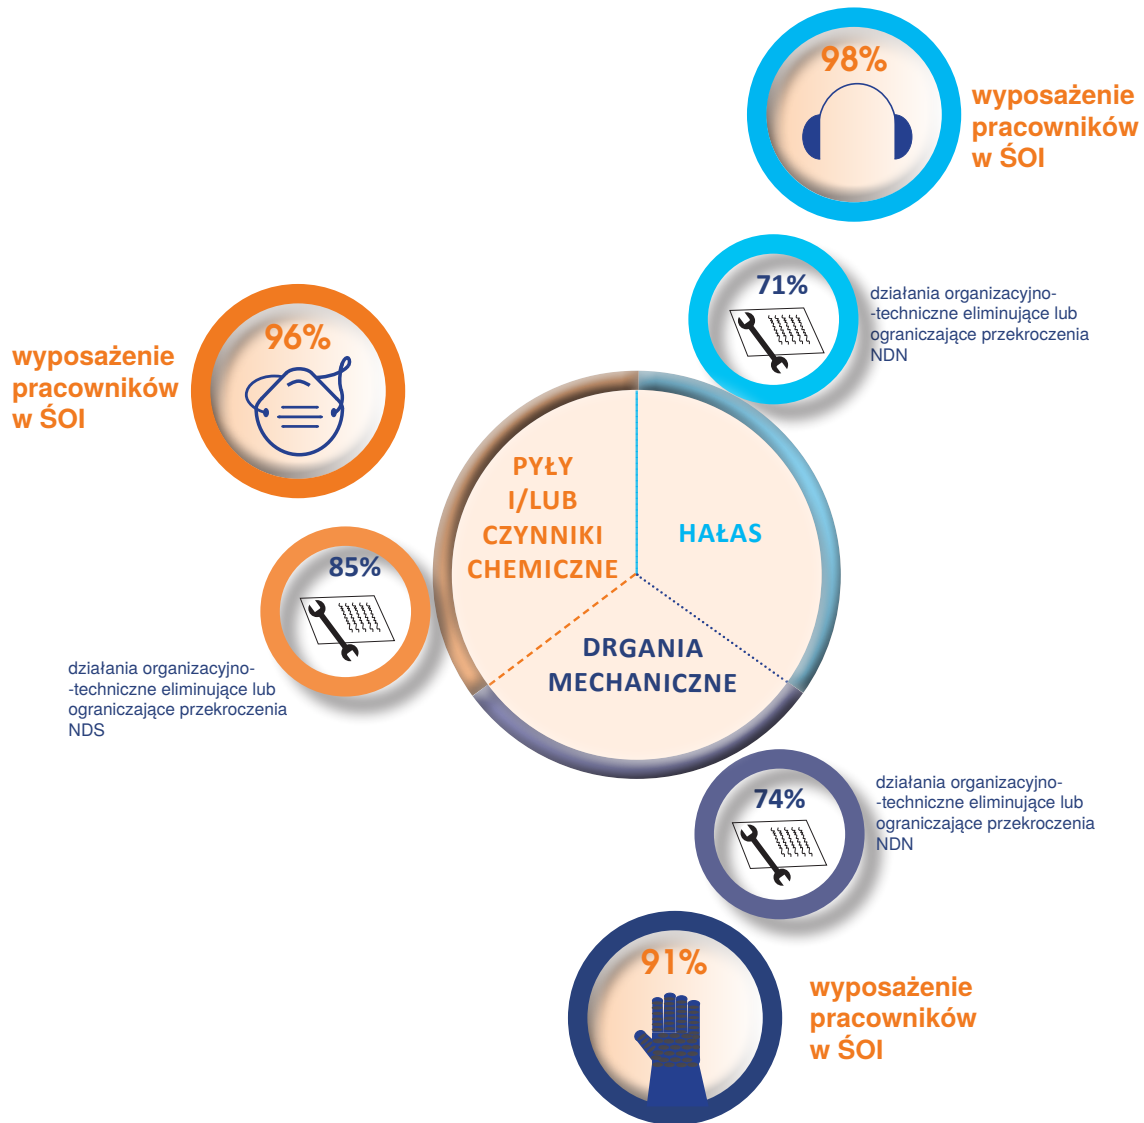 98%
wyposażenie
pracowników
w ŚOI
71%
działania organizacyjno-
-techniczne eliminujące lub
ograniczające przekroczenia
NDN
96%
wyposażenie
pracowników
w ŚOI
PYŁY
I/LUB
CZYNNIKI
CHEMICZNE
HAŁAS
85%
działania organizacyjno-
-techniczne eliminujące lub
ograniczające przekroczenia
NDS
DRGANIA
MECHANICZNE
74%
działania organizacyjno-
-techniczne eliminujące lub
ograniczające przekroczenia
NDN
91%
wyposażenie
pracowników
w ŚOI